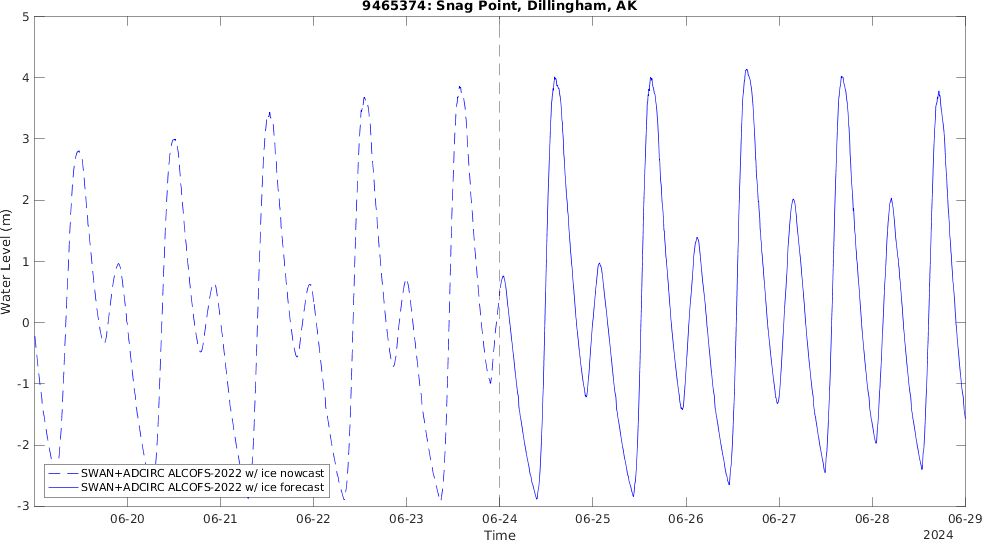 9465374: Snag Point, Dillingham, AK
Water Level (m)
5
4
3
2
1
0
-1
-2
-3
SWAN+ADCIRC ALCOFS-2022 w/ ice nowcast
SWAN+ADCIRC ALCOFS-2022 w/ ice forecast
06-20 06-21 06-22 06-23 06-24 06-25 06-26 06-27 06-28 06-29
Time
2024